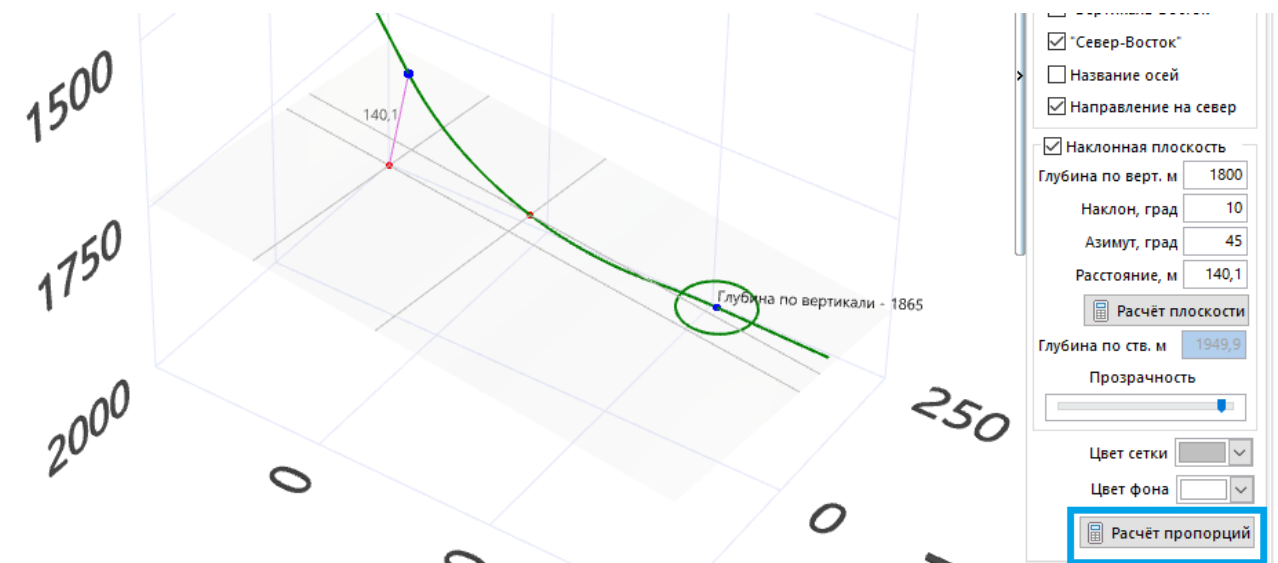 1500
1750
2000
0
0
250
140,1
Глубина по вертикали - 1865
"Север-Восток"
Название осей
Направление на север
Наклонная плоскость
Глубина по верт. м 1800
Наклон, град 10
Азимут, град 45
Расстояние, м 140,1
Расчёт плоскости
Глубина по ств. м 1949,9
Прозрачность
Цвет сетки
Цвет фона
Расчёт пропорций